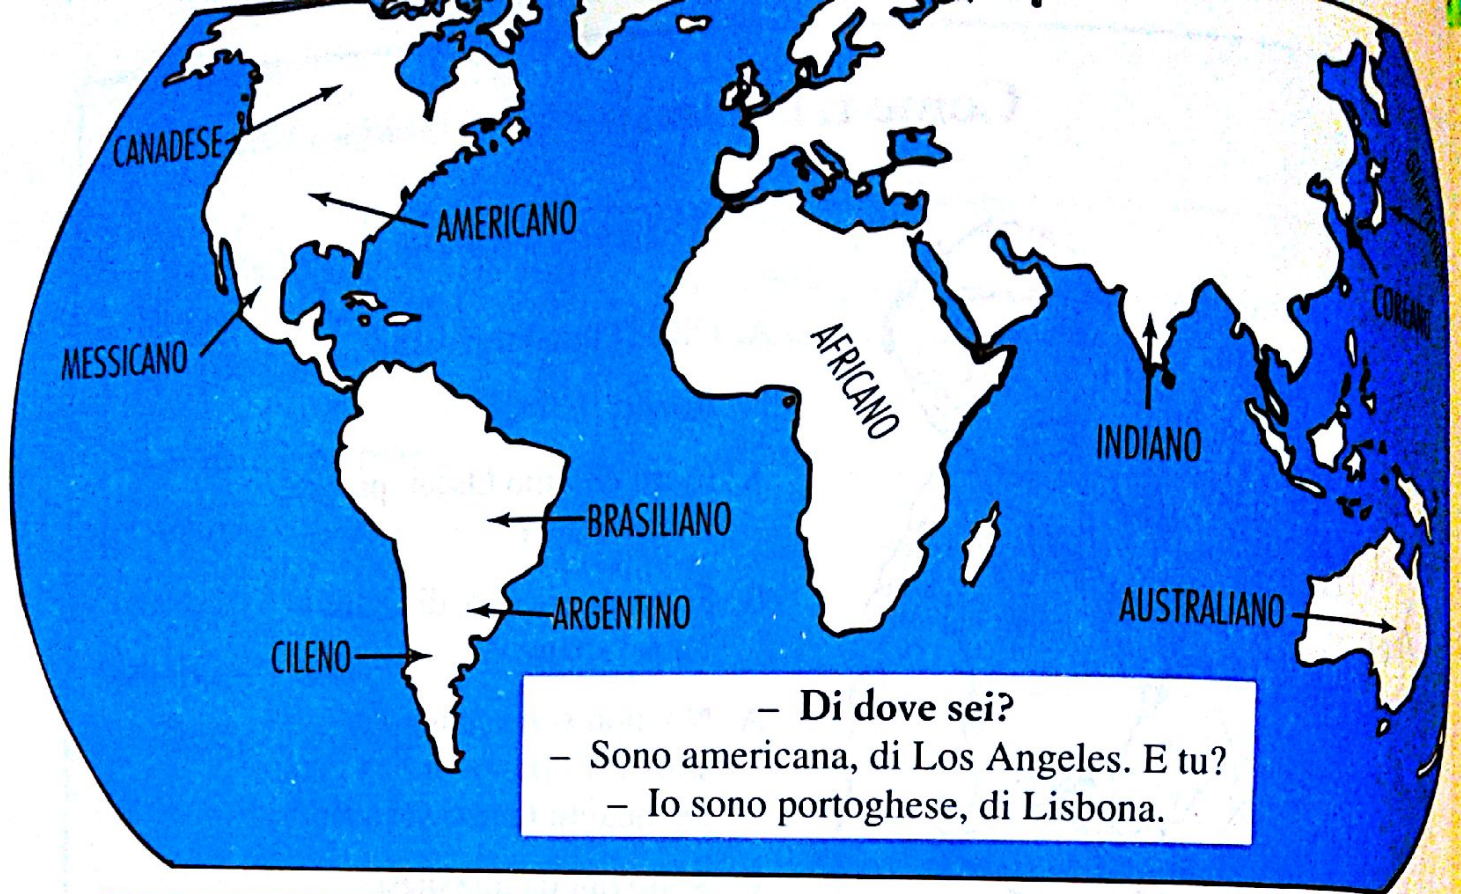 CANADESE
AMERICANO
MESSICANO
AFRICANO
COREANO
INDIANO
BRASILIANO
ARGENTINO
AUSTRALIANO
CILENO
– Di dove sei?
– Sono americana, di Los Angeles. E tu?
– Io sono portoghese, di Lisbona.